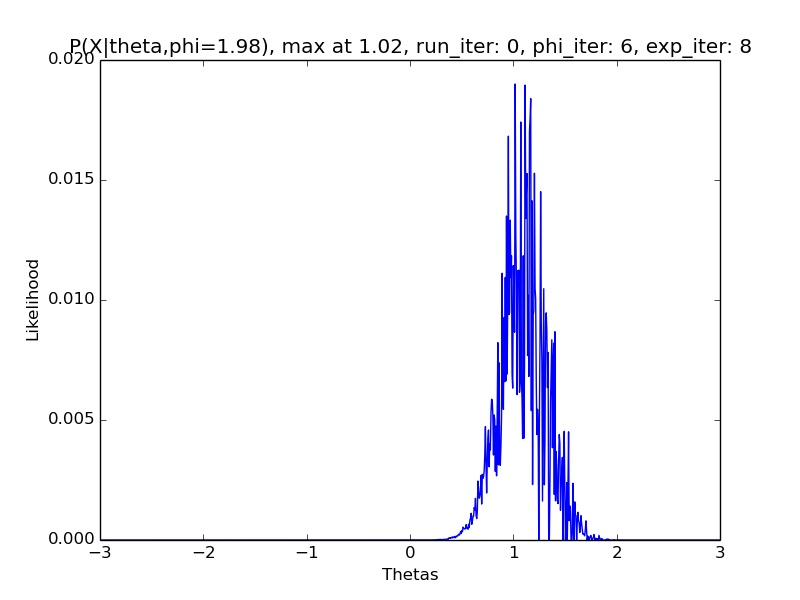 P(X|theta,phi=1.98), max at 1.02, run_iter: 0, phi_iter: 6, exp_iter: 8
0.020
0.015
0.010
0.005
0.000
Likelihood
−3 −2 −1 0 1 2 3
Thetas